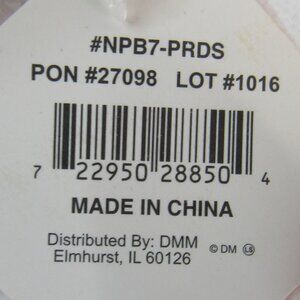 #NPB7-PRDS
PON #27098 LOT #1016
7 22950 28850 4
MADE IN CHINA
Distributed By: DMM © DM LS
Elmhurst, IL 60126